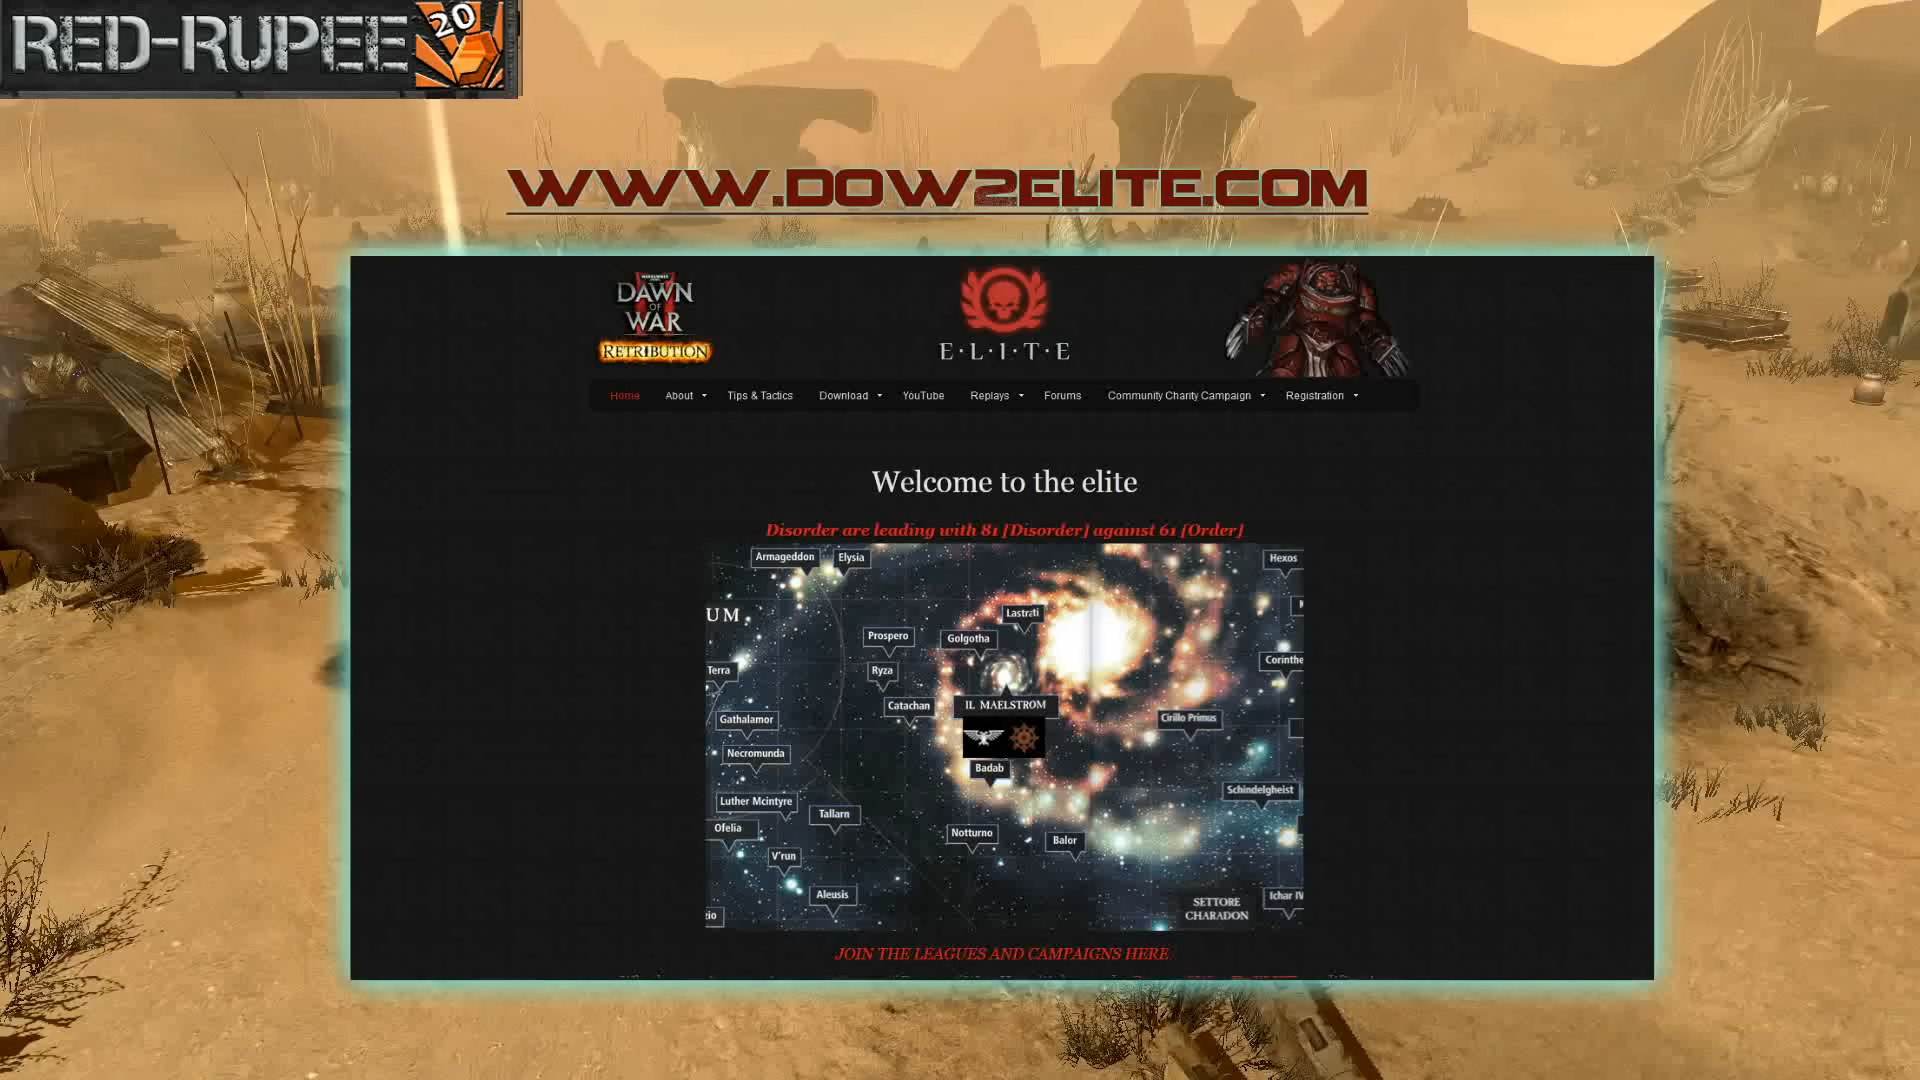 RED-RUPEE 20
WWW.DOW2ELITE.COM
DAWN
OF
WAR
II
RETRIBUTION
E·L·I·T·E
Home About Tips & Tactics Download YouTube Replays Forums Community Charity Campaign Registration
Welcome to the elite
Disorder are leading with 81 [Disorder] against 61 [Order]
Armageddon Elysia Hexos
UM Lastrati
Prospero Golgotha
Terra Ryza Corinthe
Catachan IL MAELSTROM
Gathalamor Cirillo Primus
Necromunda
Badab
Luther Mcintyre Schindelgheist
Tallarn
Ofelia Notturno Balor
V'run
Aleusis Ichar IV
SETTORE
CHARADON
zio
JOIN THE LEAGUES AND CAMPAIGNS HERE